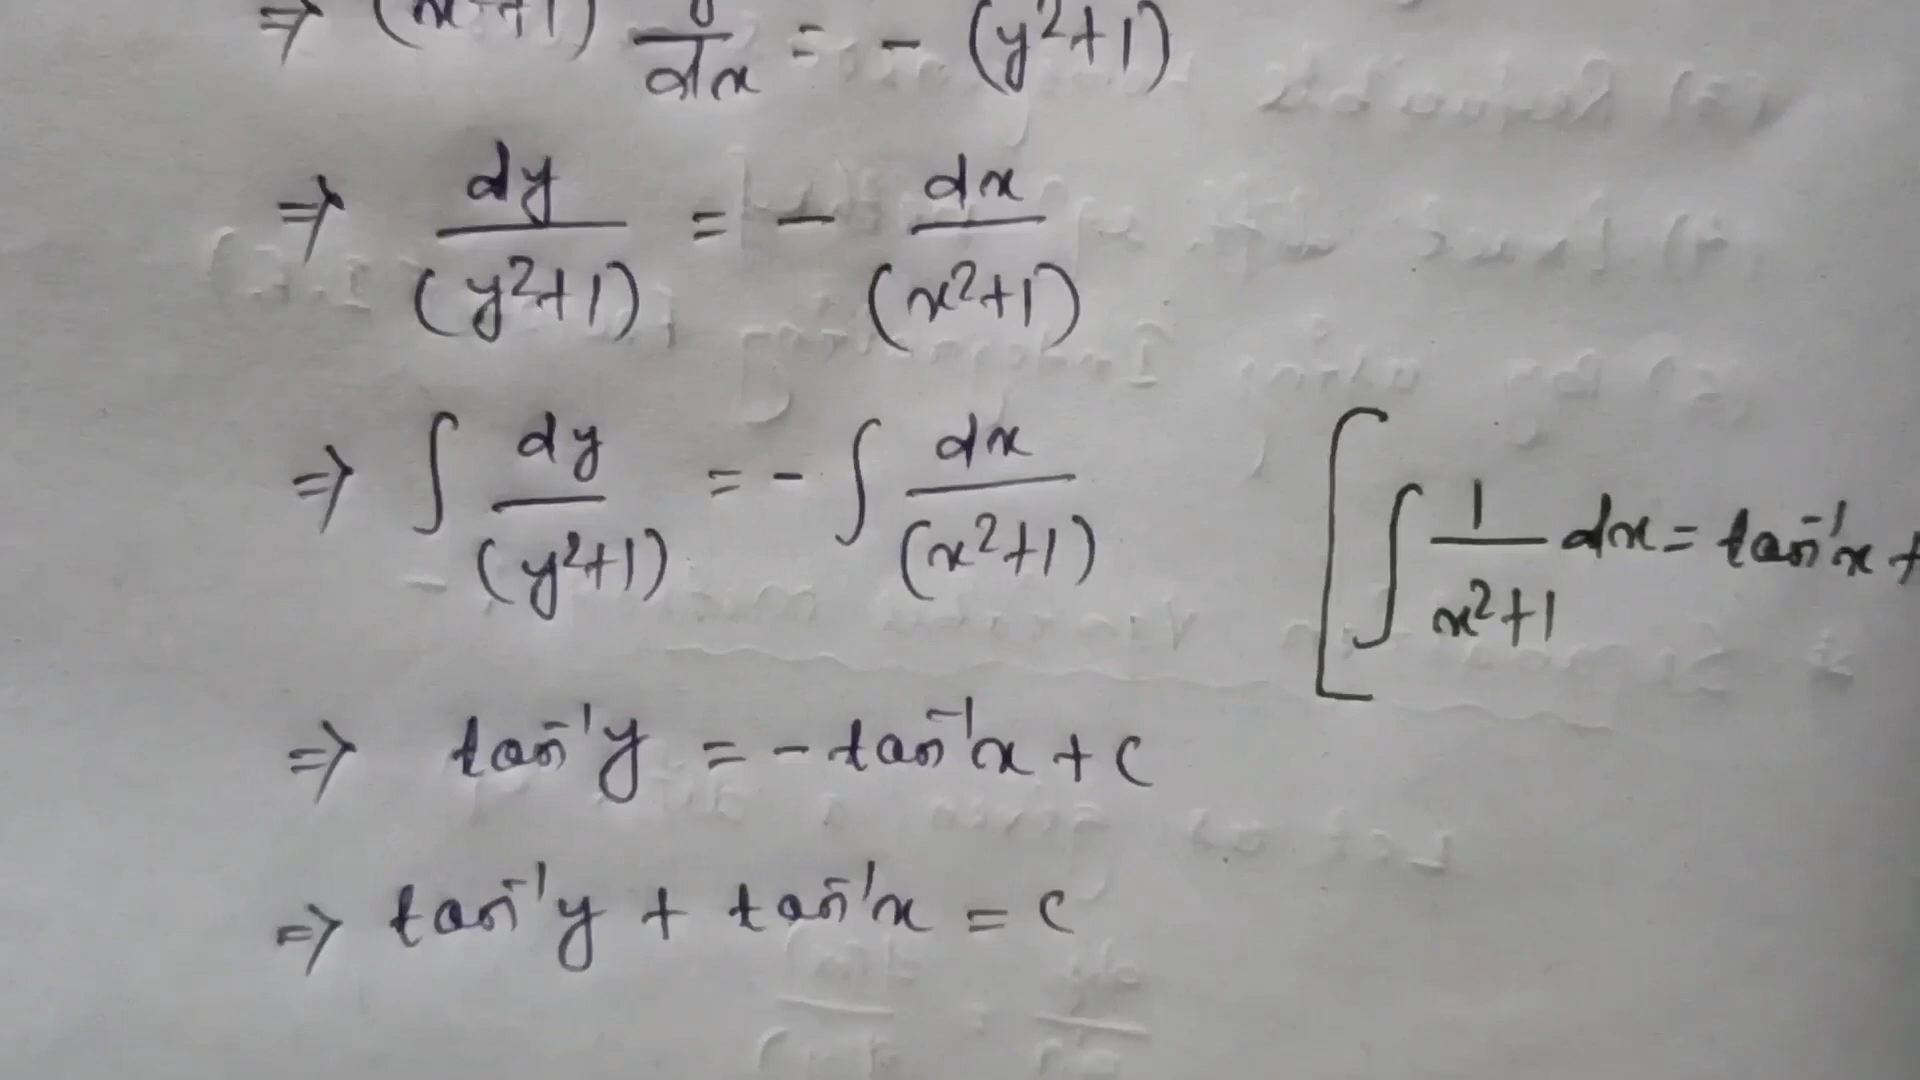 ⇒ (x²+1) dy/dx = - (y²+1)
⇒ dy/(y²+1) = - dx/(x²+1)
⇒ ∫ dy/(y²+1) = - ∫ dx/(x²+1) [∫ 1/(x²+1) dx = tan⁻¹x +
⇒ tan⁻¹y = - tan⁻¹x + c
⇒ tan⁻¹y + tan⁻¹x = c